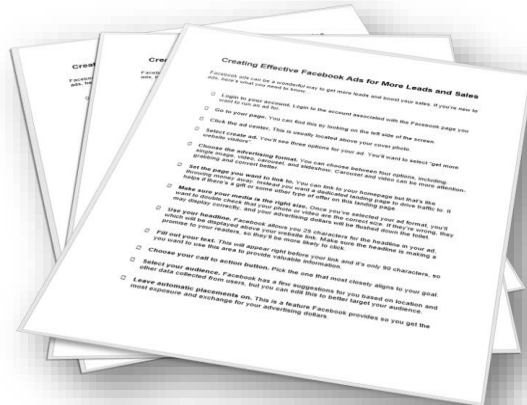 Creating Effective Facebook Ads for More Leads and Sales
Facebook ads can be a wonderful way to get more leads and boost your sales. If you're new to
ads, here's what you need to know:
Login to your account. Login to the account associated with the Facebook page you
want to run an ad for.
Go to your page. You can find this by looking on the left side of the screen.
Click the ad center. This is usually located above your cover photo.
Select create ad. You'll see three options for your ad. You'll want to select "get more
website visitors".
Choose the advertising format. You can choose between four options, including
single image, video, carousel, and slideshow. Carousel and video can be more attention-
grabbing and convert better.
Set the page you want to link to. You can link to your homepage but that's like
throwing money away. Instead you want a dedicated landing page to drive traffic to. It
helps if there's a gift or some other type of offer on this landing page.
Make sure your media is the right size. Once you've selected your ad format, you'll
want to double check that your photo or video are the correct size. If they're wrong, they
may display correctly, and your advertising dollars will be flushed down the toilet.
Use your headline. Facebook allows you 25 characters for the headline in your ad
which will be displayed above your website link. Make sure the headline is making a
promise to your readers, so they'll be more likely to click.
Fill out your text. This will appear right before your link and it's only 90 characters, so
you want to use this area to provide valuable information.
Choose your call to action button. Pick the one that most closely aligns to your goal.
Select your audience. Facebook has a few suggestions for you based on location and
other data collected from users, but you can edit this to better target your audience.
Leave automatic placements on. This is a feature Facebook provides so you get the
most exposure and exchange for your advertising dollars.